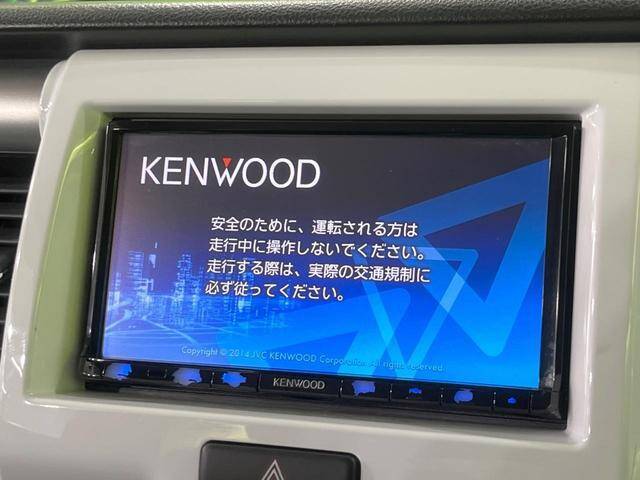 KENWOOD
安全のために、運転される方は
走行中に操作しないでください。
走行する際は、実際の交通規制に
必ず従ってください。
Copyright © 2014 JVC KENWOOD Corporation All rights reserved.
KENWOOD